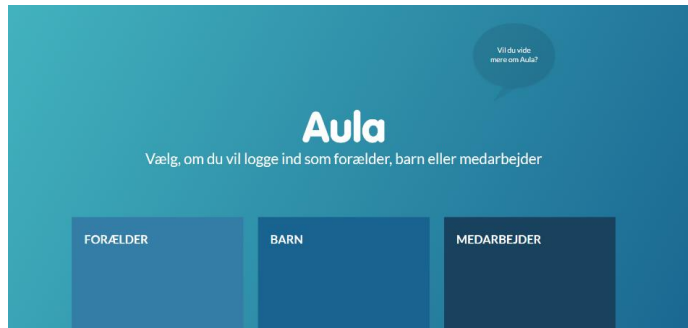 Vil du vide
mere om Aula?
Aula
Vælg, om du vil logge ind som forælder, barn eller medarbejder
FORÆLDER
BARN
MEDARBEJDER